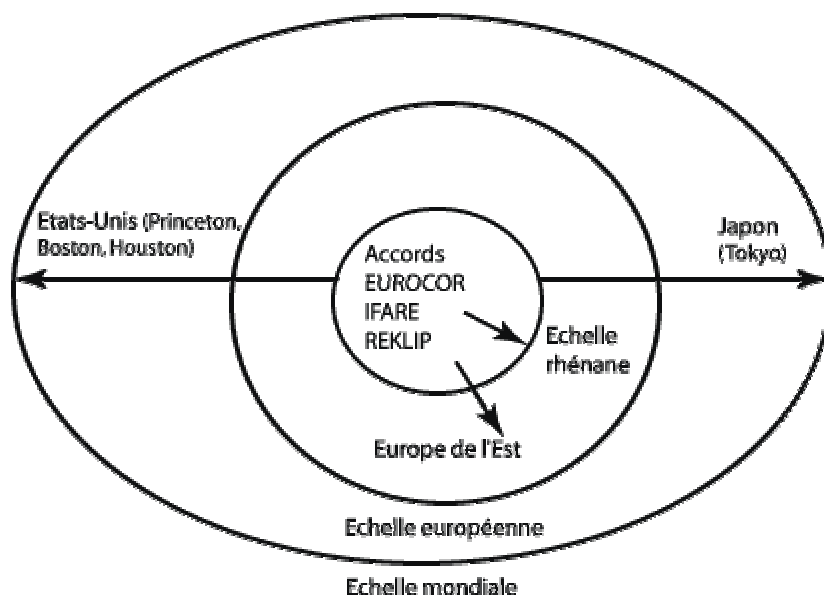 Etats-Unis (Princeton,
Boston, Houston)
Japon
(Tokyo)
Accords
EUROCOR
IFARE
REKLIP
Echelle
rhénane
Europe de l'Est
Echelle européenne
Echelle mondiale